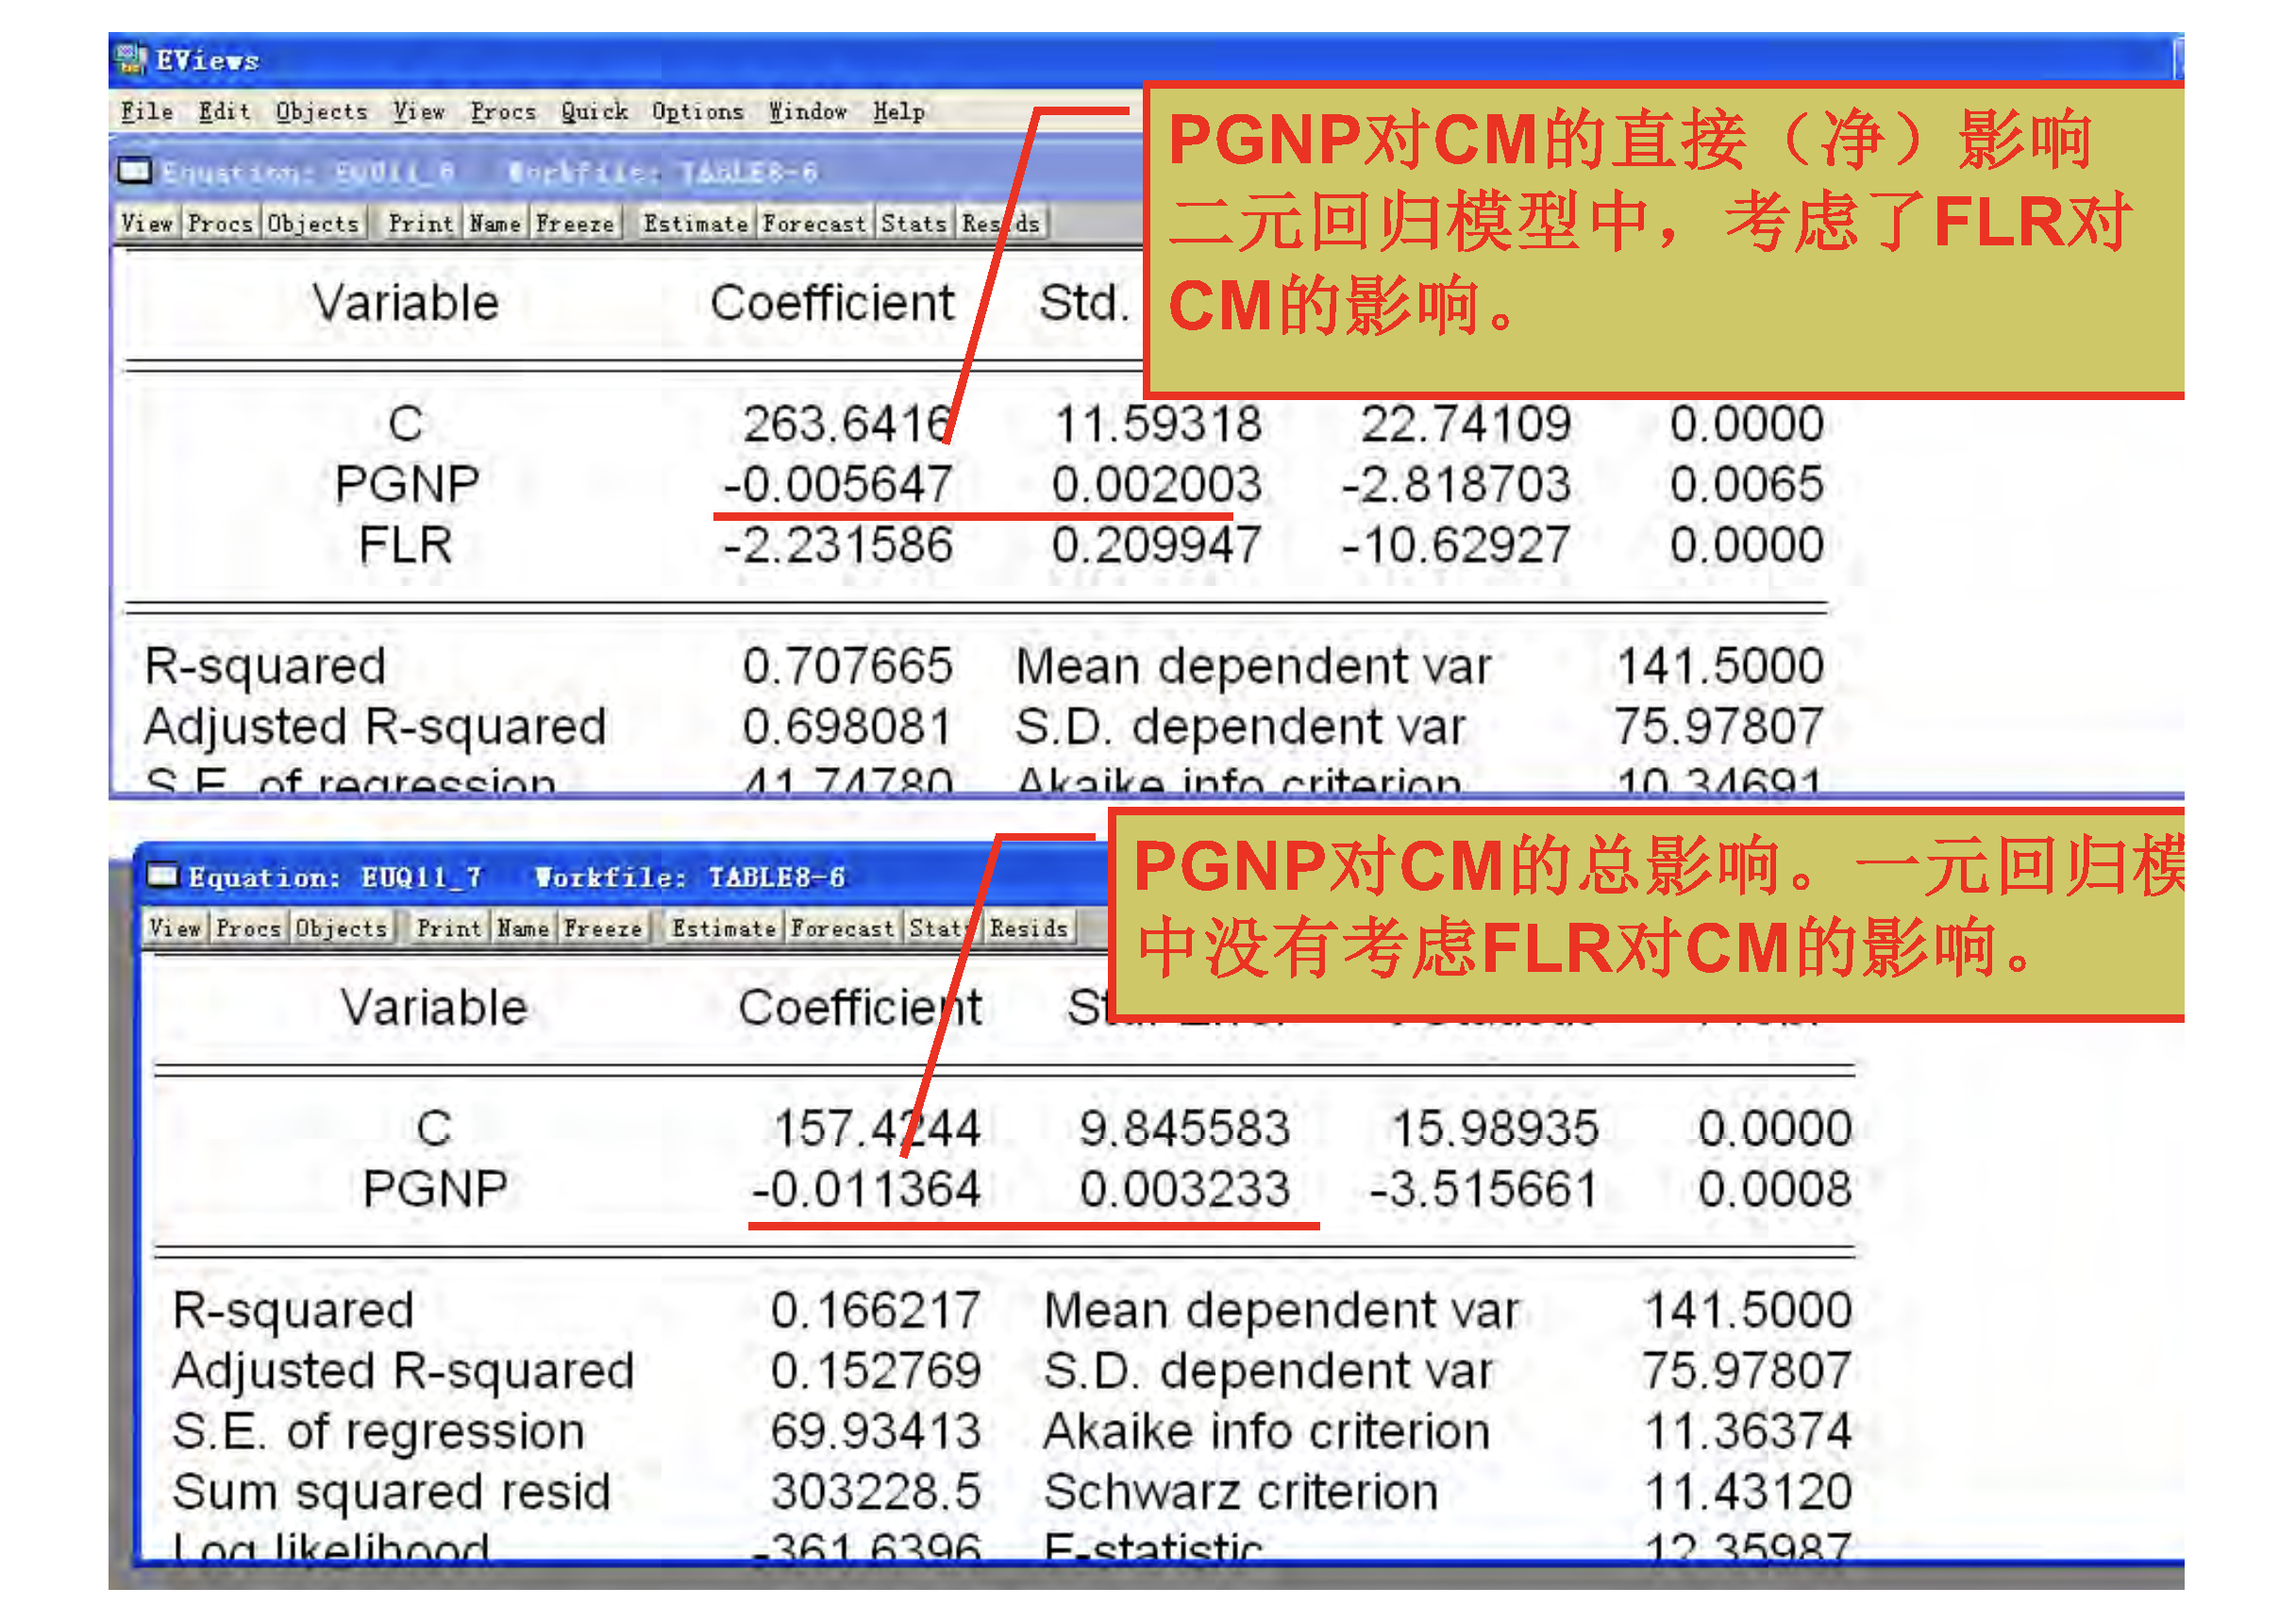 EViews
File Edit Objects View Procs Quick Options Window Help
PGNP对CM的直接（净）影响
二元回归模型中，考虑了FLR对
CM的影响。
Equation: EUQ11_6 Workfile: TABLE8-6
View Procs Objects Print Name Freeze Estimate Forecast Stats Resids
Variable Coefficient Std.
C 263.6416 11.59318 22.74109 0.0000
PGNP -0.005647 0.002003 -2.818703 0.0065
FLR -2.231586 0.209947 -10.62927 0.0000
R-squared 0.707665 Mean dependent var 141.5000
Adjusted R-squared 0.698081 S.D. dependent var 75.97807
S.E. of regression 41.74780 Akaike info criterion 10.34691
PGNP对CM的总影响。一元回归模
中没有考虑FLR对CM的影响。
Equation: EUQ11_7 Workfile: TABLE8-6
View Procs Objects Print Name Freeze Estimate Forecast Stats Resids
Variable Coefficient
C 157.4244 9.845583 15.98935 0.0000
PGNP -0.011364 0.003233 -3.515661 0.0008
R-squared 0.166217 Mean dependent var 141.5000
Adjusted R-squared 0.152769 S.D. dependent var 75.97807
S.E. of regression 69.93413 Akaike info criterion 11.36374
Sum squared resid 303228.5 Schwarz criterion 11.43120
Log likelihood -361.6396 F-statistic 12.35987